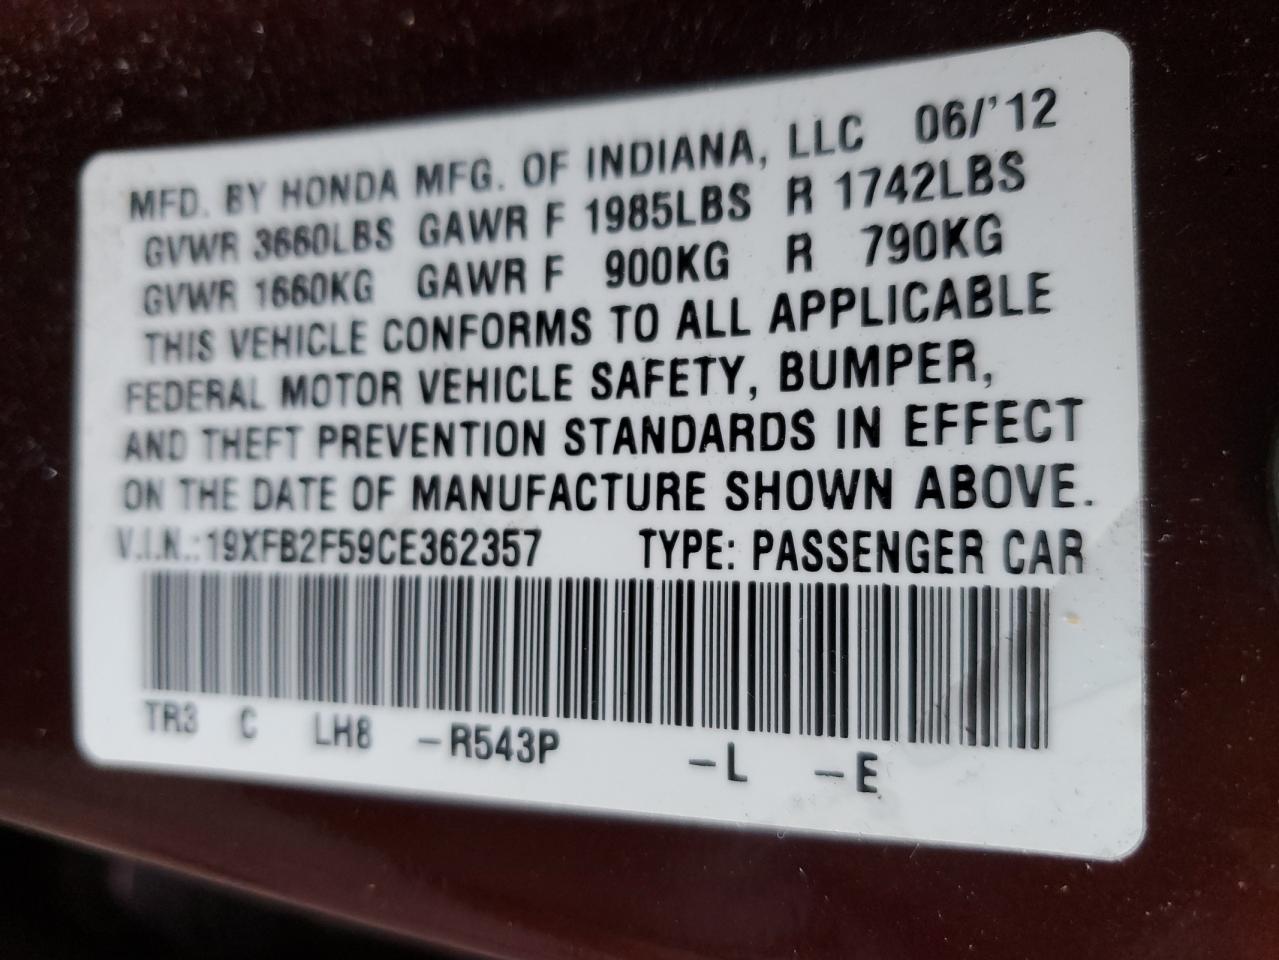 MFD. BY HONDA MFG. OF INDIANA, LLC 06/'12
GVWR 3660LBS GAWR F 1985LBS R 1742LBS
GVWR 1660KG GAWR F 900KG R 790KG
THIS VEHICLE CONFORMS TO ALL APPLICABLE
FEDERAL MOTOR VEHICLE SAFETY, BUMPER,
AND THEFT PREVENTION STANDARDS IN EFFECT
ON THE DATE OF MANUFACTURE SHOWN ABOVE.
V.I.N.:19XFB2F59CE362357 TYPE: PASSENGER CAR
TR3 C LH8 -R543P -L -E